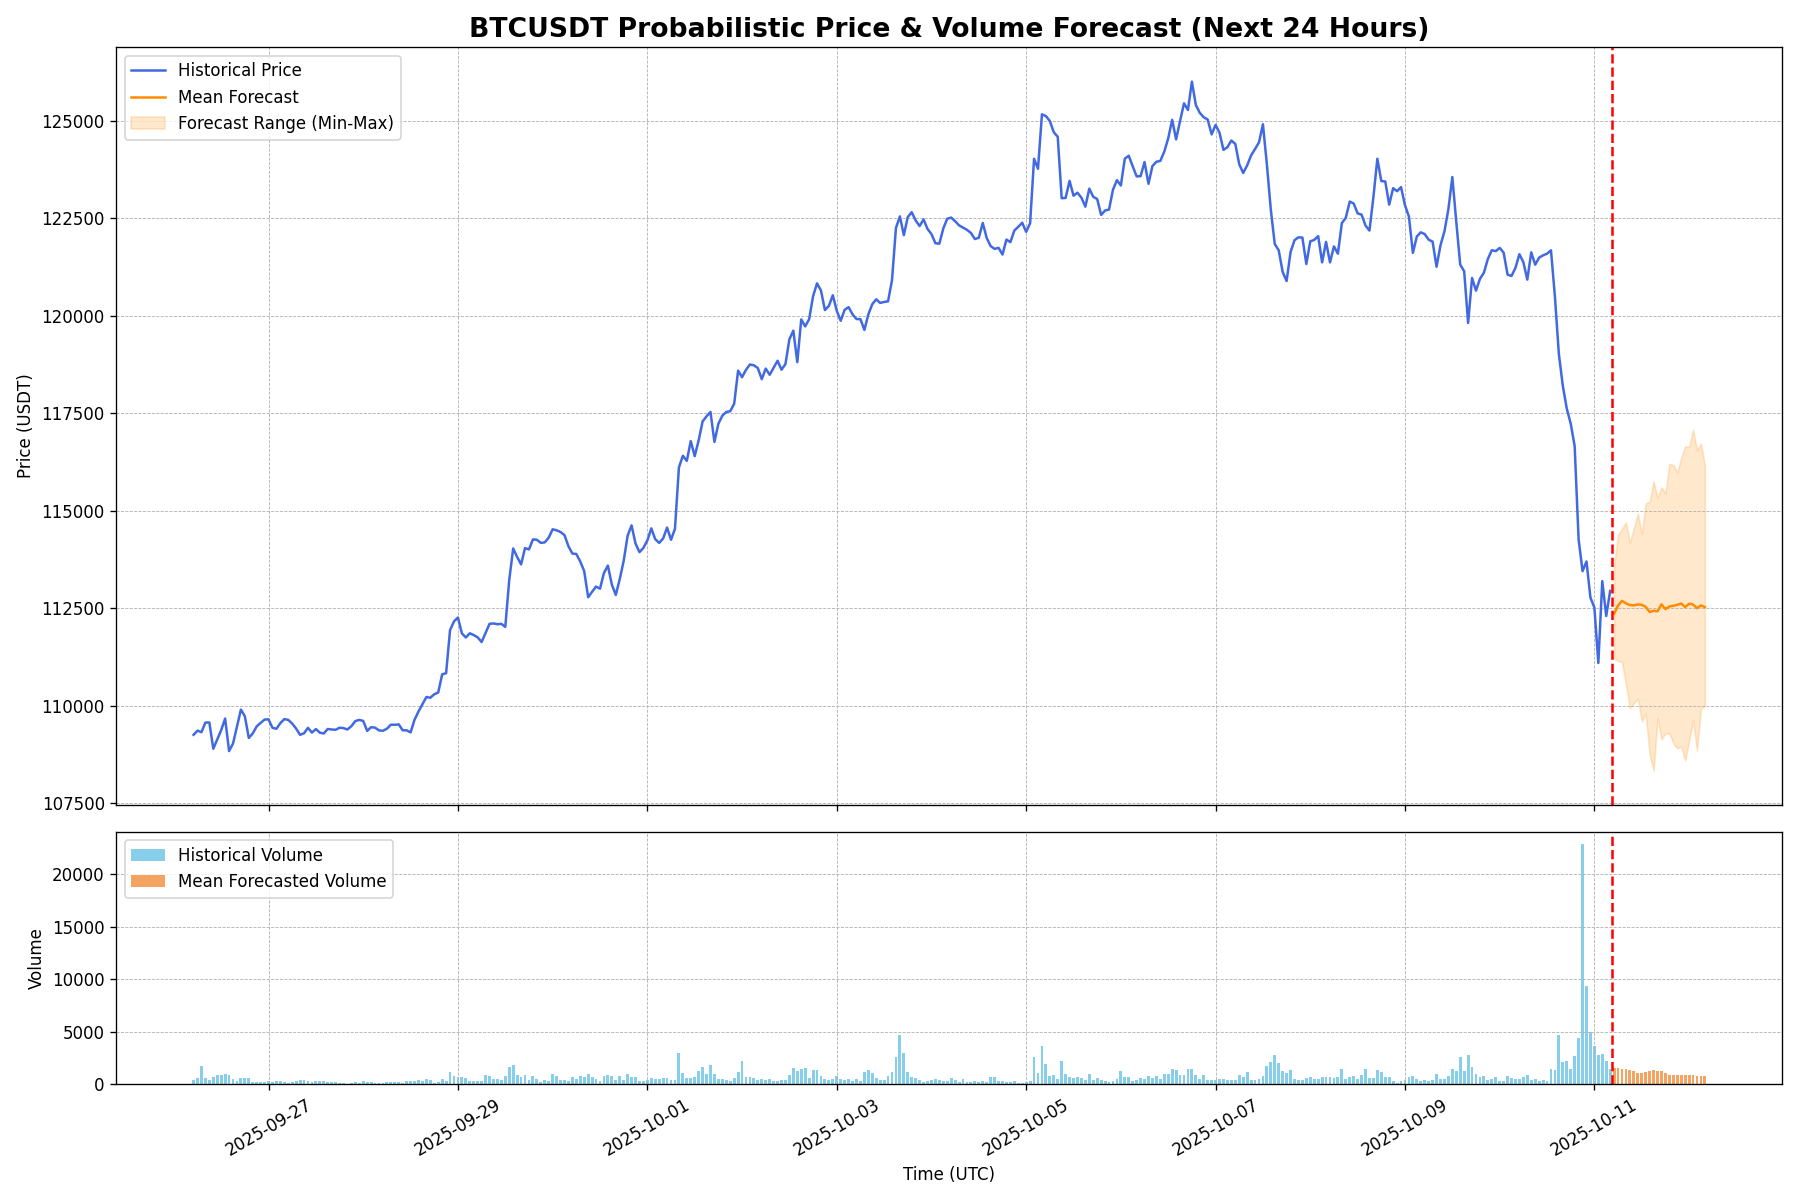 BTCUSDT Probabilistic Price & Volume Forecast (Next 24 Hours)
Historical Price
Mean Forecast
Forecast Range (Min-Max)
Price (USDT)
125000
122500
120000
117500
115000
112500
110000
107500
Historical Volume
Mean Forecasted Volume
Volume
20000
15000
10000
5000
0
2025-09-27
2025-09-29
2025-10-01
2025-10-03
2025-10-05
2025-10-07
2025-10-09
2025-10-11
Time (UTC)